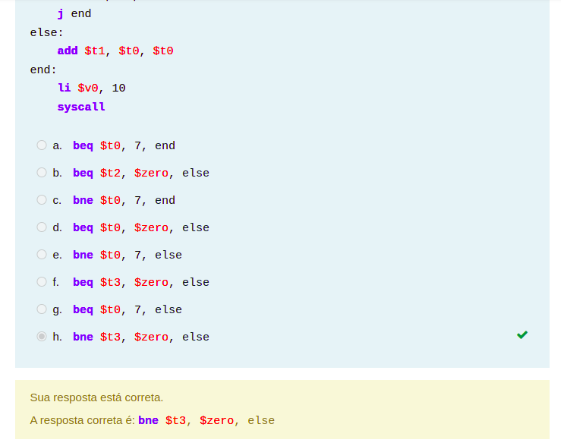 j end
else:
add $t1, $t0, $t0
end:
li $v0, 10
syscall
a. beq $t0, 7, end
b. beq $t2, $zero, else
c. bne $t0, 7, end
d. beq $t0, $zero, else
e. bne $t0, 7, else
f. beq $t3, $zero, else
g. beq $t0, 7, else
h. bne $t3, $zero, else
Sua resposta está correta.
A resposta correta é: bne $t3, $zero, else